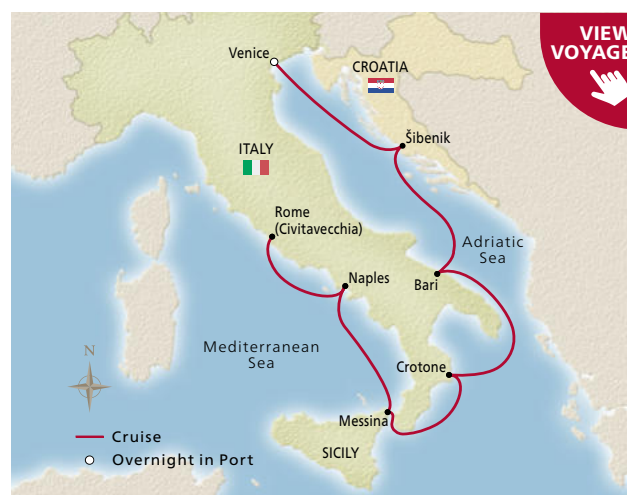 VIEW
VOYAGE
Venice
CROATIA
Šibenik
ITALY
Rome
(Civitavecchia)
Adriatic
Sea
Naples
Bari
Mediterranean
Sea
N
Crotone
Messina
Cruise
SICILY
Overnight in Port